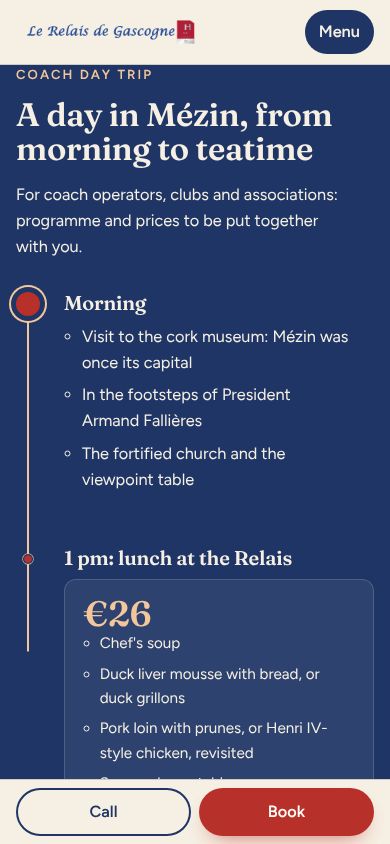 Le Relais de Gascogne
Menu
COACH DAY TRIP
A day in Mézin, from
morning to teatime
For coach operators, clubs and associations:
programme and prices to be put together
with you.
Morning
Visit to the cork museum: Mézin was
once its capital
In the footsteps of President
Armand Fallières
The fortified church and the
viewpoint table
1 pm: lunch at the Relais
€26
Chef's soup
Duck liver mousse with bread, or
duck grillons
Pork loin with prunes, or Henri IV-
style chicken, revisited
Call
Book